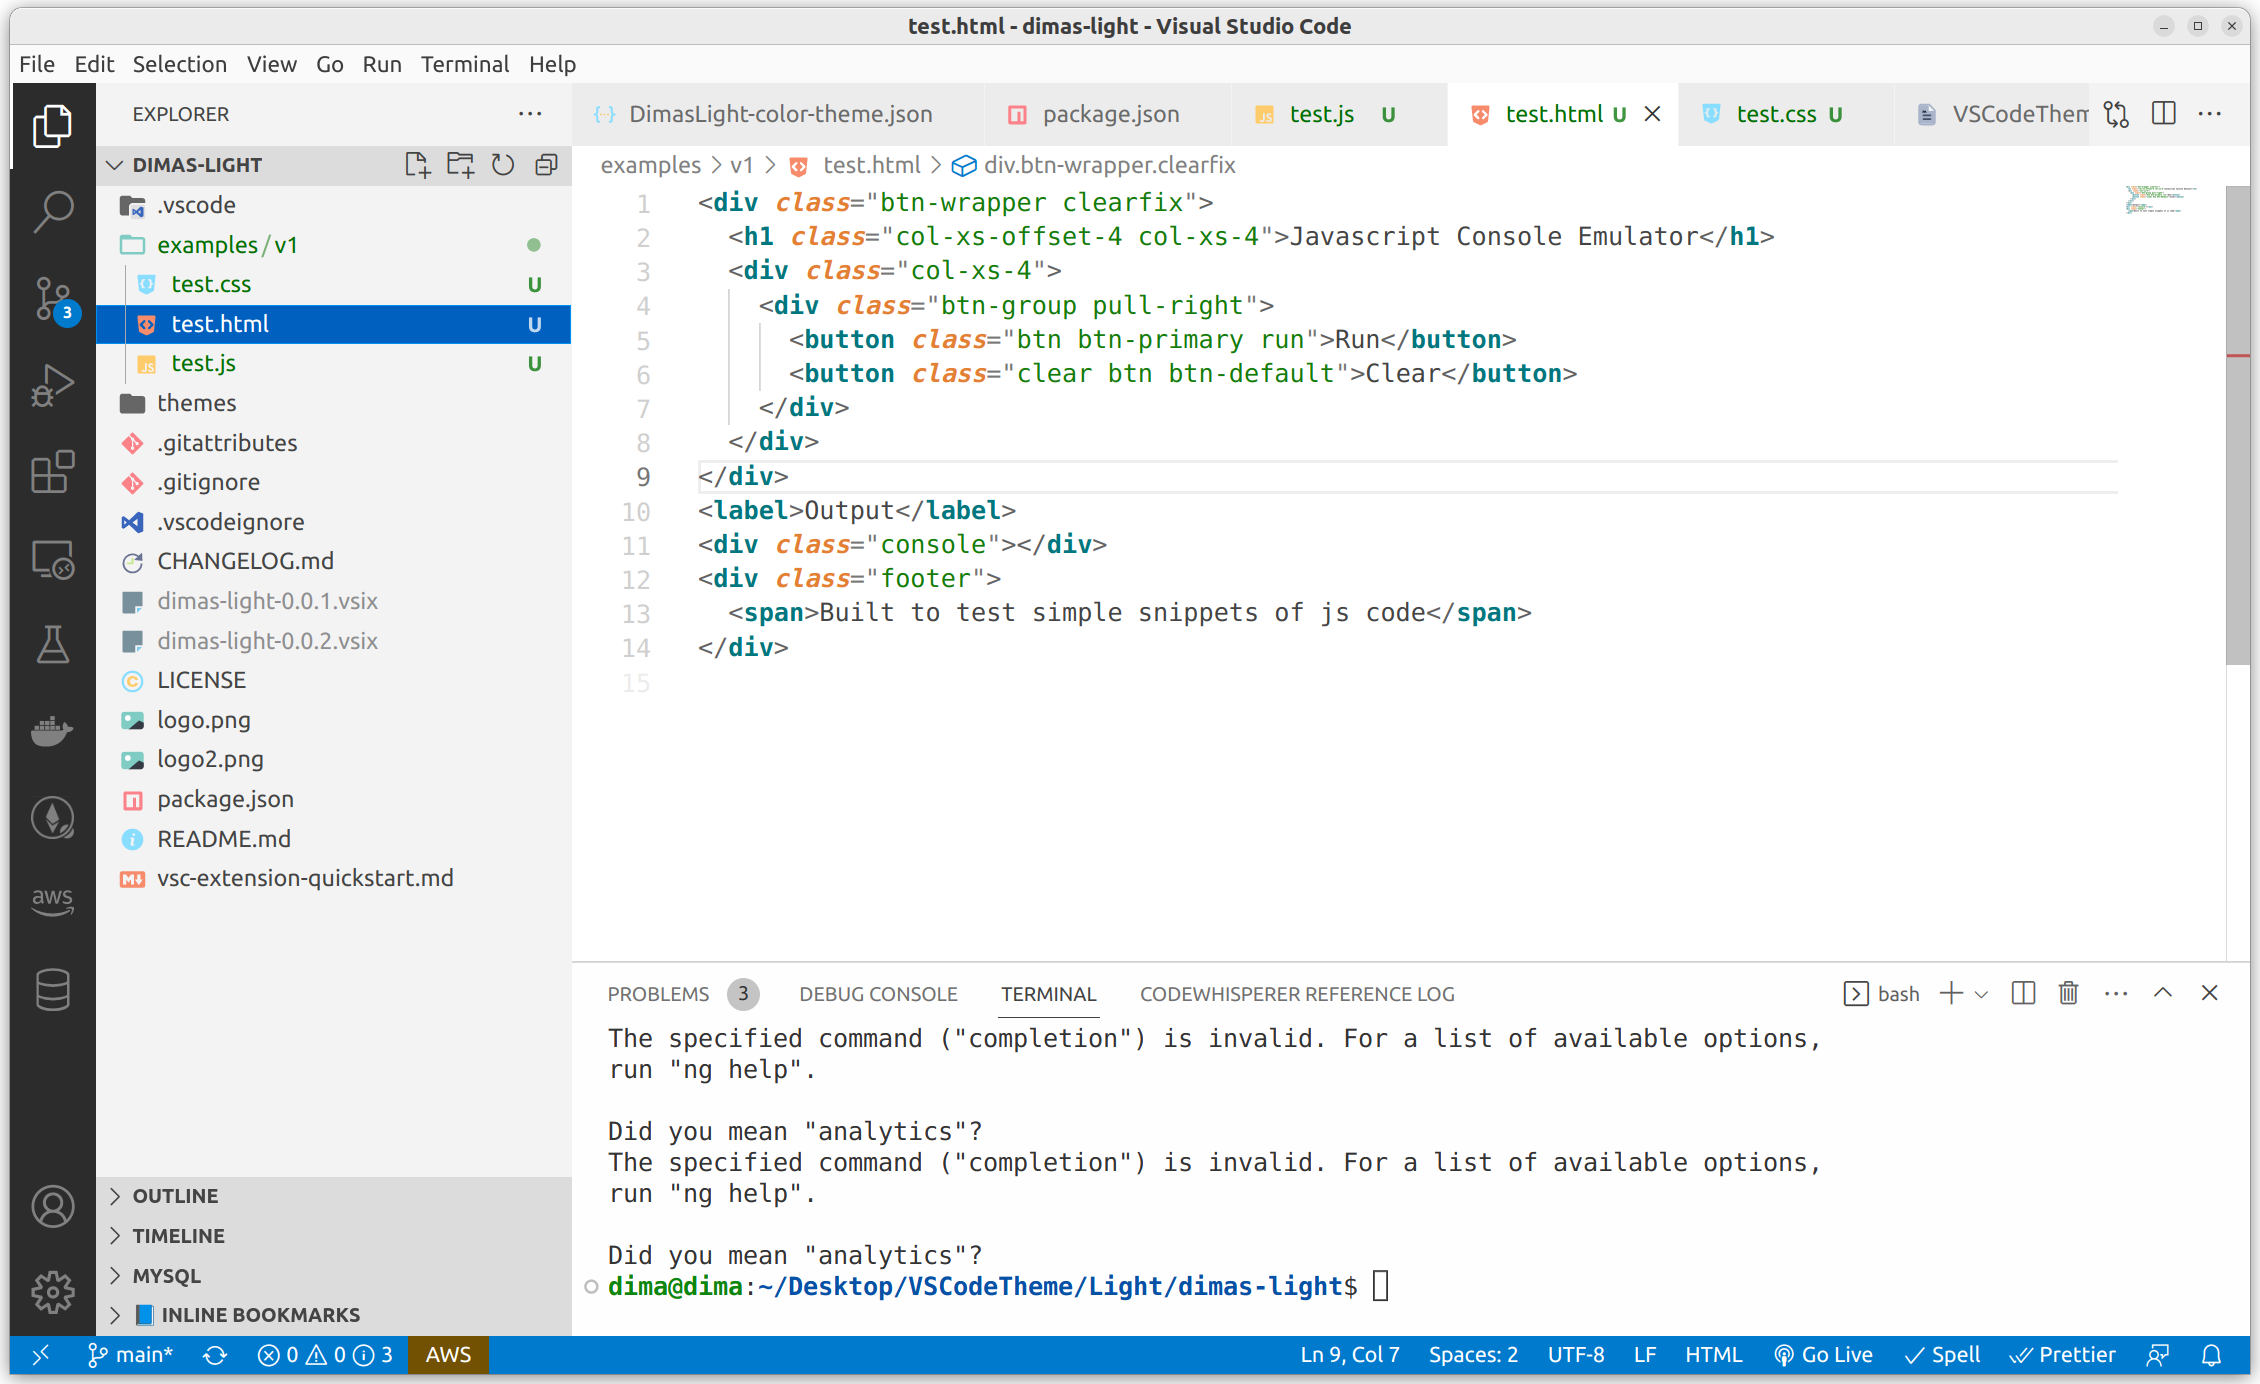 test.html - dimas-light - Visual Studio Code
File Edit Selection View Go Run Terminal Help
EXPLORER
DIMAS-LIGHT
.vscode
examples/v1
test.css U
test.html U
test.js U
themes
.gitattributes
.gitignore
.vscodeignore
CHANGELOG.md
dimas-light-0.0.1.vsix
dimas-light-0.0.2.vsix
LICENSE
logo.png
logo2.png
package.json
README.md
vsc-extension-quickstart.md
OUTLINE
TIMELINE
MYSQL
INLINE BOOKMARKS
3
aws
DimasLight-color-theme.json package.json test.js U test.html U test.css U VSCodeThem
examples > v1 > test.html > div.btn-wrapper.clearfix
1 <div class="btn-wrapper clearfix">
2   <h1 class="col-xs-offset-4 col-xs-4">Javascript Console Emulator</h1>
3   <div class="col-xs-4">
4     <div class="btn-group pull-right">
5       <button class="btn btn-primary run">Run</button>
6       <button class="clear btn btn-default">Clear</button>
7     </div>
8   </div>
9 </div>
10 <label>Output</label>
11 <div class="console"></div>
12 <div class="footer">
13   <span>Built to test simple snippets of js code</span>
14 </div>
15
PROBLEMS 3 DEBUG CONSOLE TERMINAL CODEWHISPERER REFERENCE LOG bash
The specified command ("completion") is invalid. For a list of available options,
run "ng help".
Did you mean "analytics"?
The specified command ("completion") is invalid. For a list of available options,
run "ng help".
Did you mean "analytics"?
dima@dima:~/Desktop/VSCodeTheme/Light/dimas-light$
main* 0 0 3 AWS Ln 9, Col 7 Spaces: 2 UTF-8 LF HTML Go Live Spell Prettier